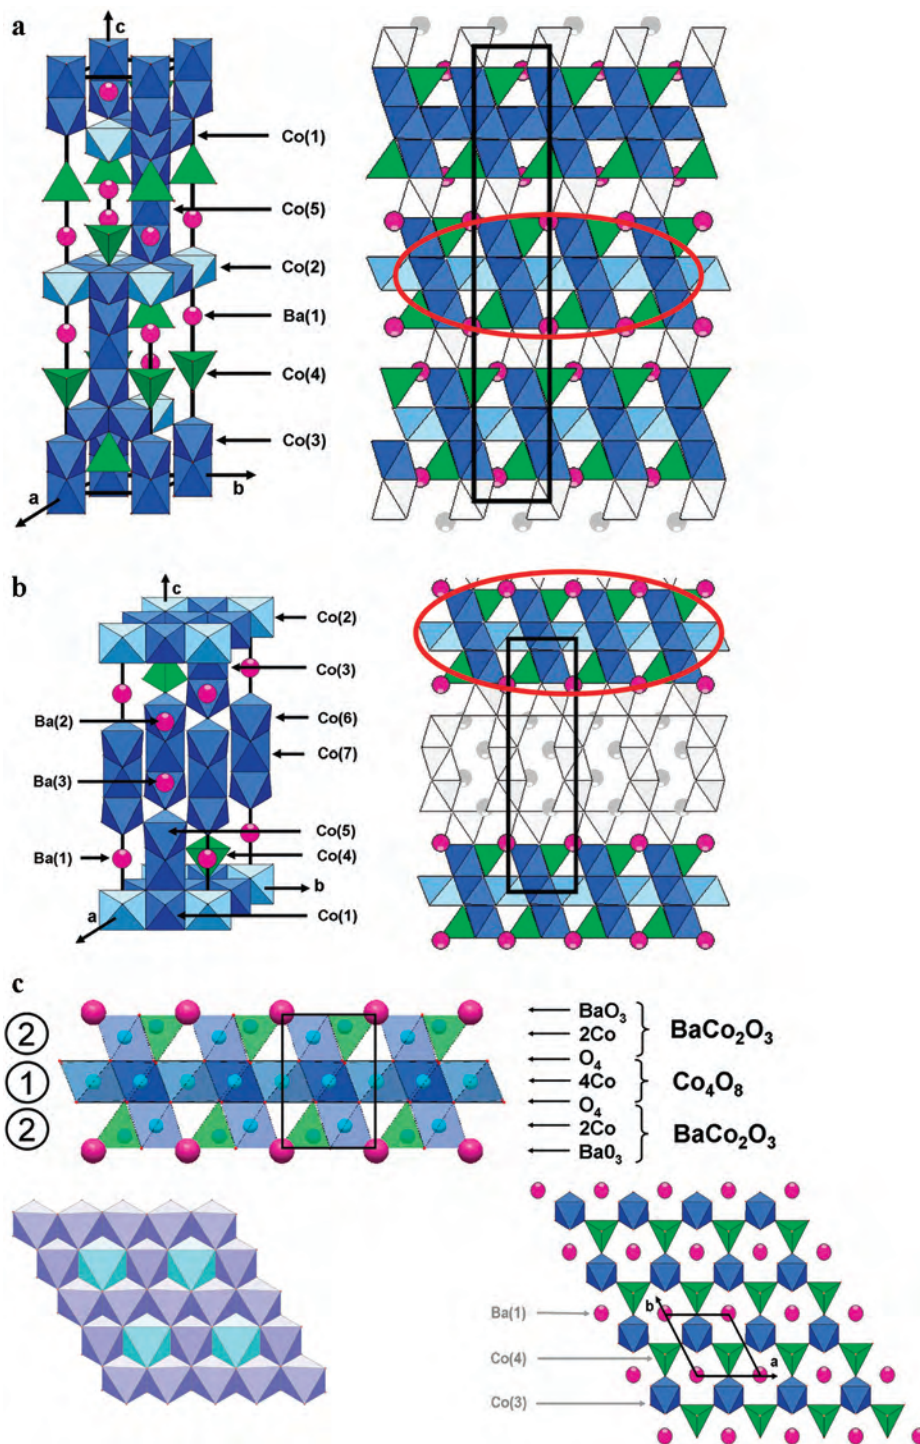 a
c
Co(1)
Co(5)
Co(2)
Ba(1)
Co(4)
Co(3)
b
a
b
c
Co(2)
Co(3)
Ba(2)
Co(6)
Co(7)
Ba(3)
Co(5)
Ba(1)
Co(4)
b
a
Co(1)
c
2
1
2
BaO3
2Co
BaCo2O3
O4
4Co
Co4O8
O4
2Co
BaCo2O3
Ba03
Ba(1)
b
Co(4)
a
Co(3)